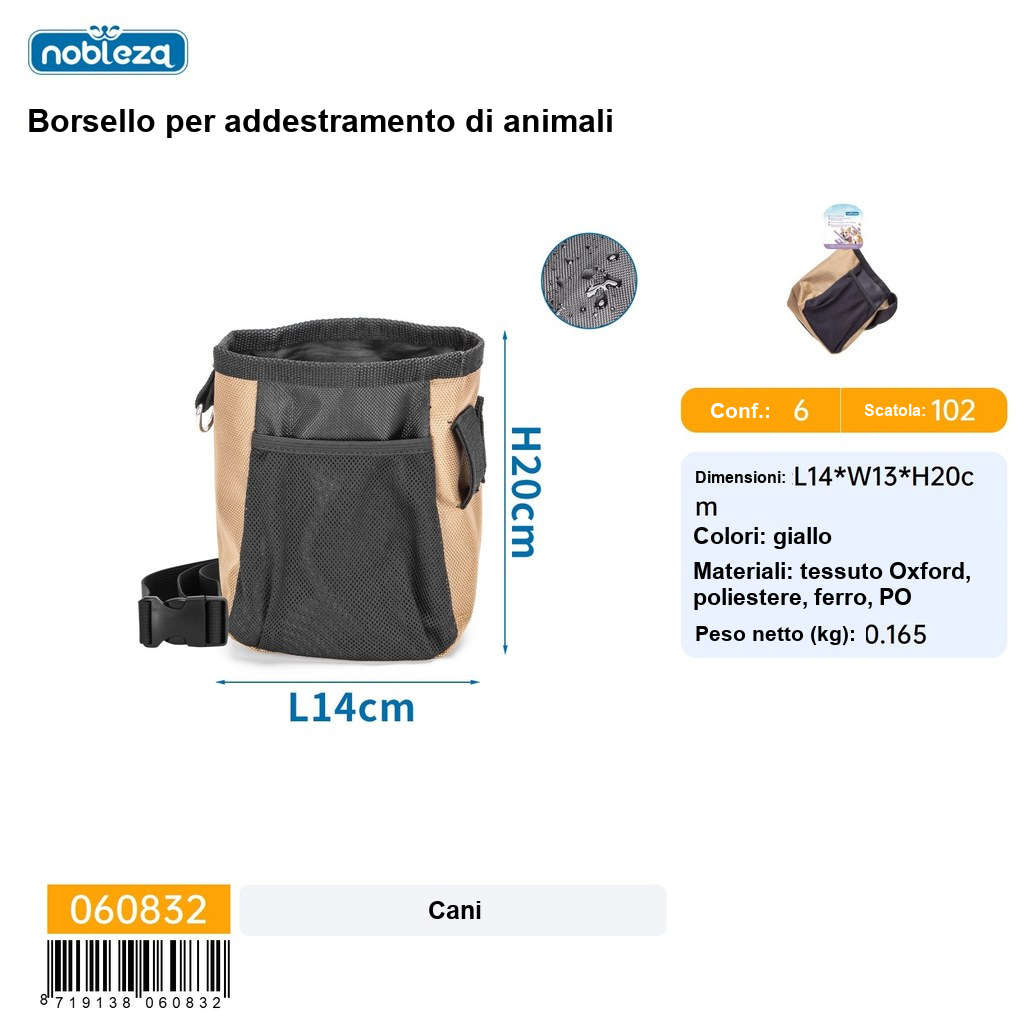 nobleza
Borsello per addestramento di animali
H20cm
L14cm
Conf.: 6
Scatola: 102
Dimensioni: L14*W13*H20c
m
Colori: giallo
Materiali: tessuto Oxford,
poliestere, ferro, PO
Peso netto (kg): 0.165
060832
Cani
8 719138 060832